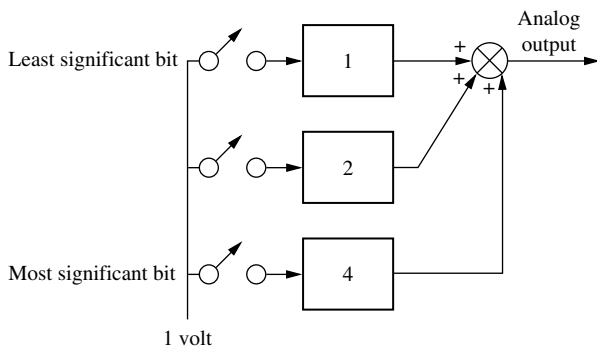 Analog
output
Least significant bit
1
+
+
+
2
Most significant bit
4
1 volt